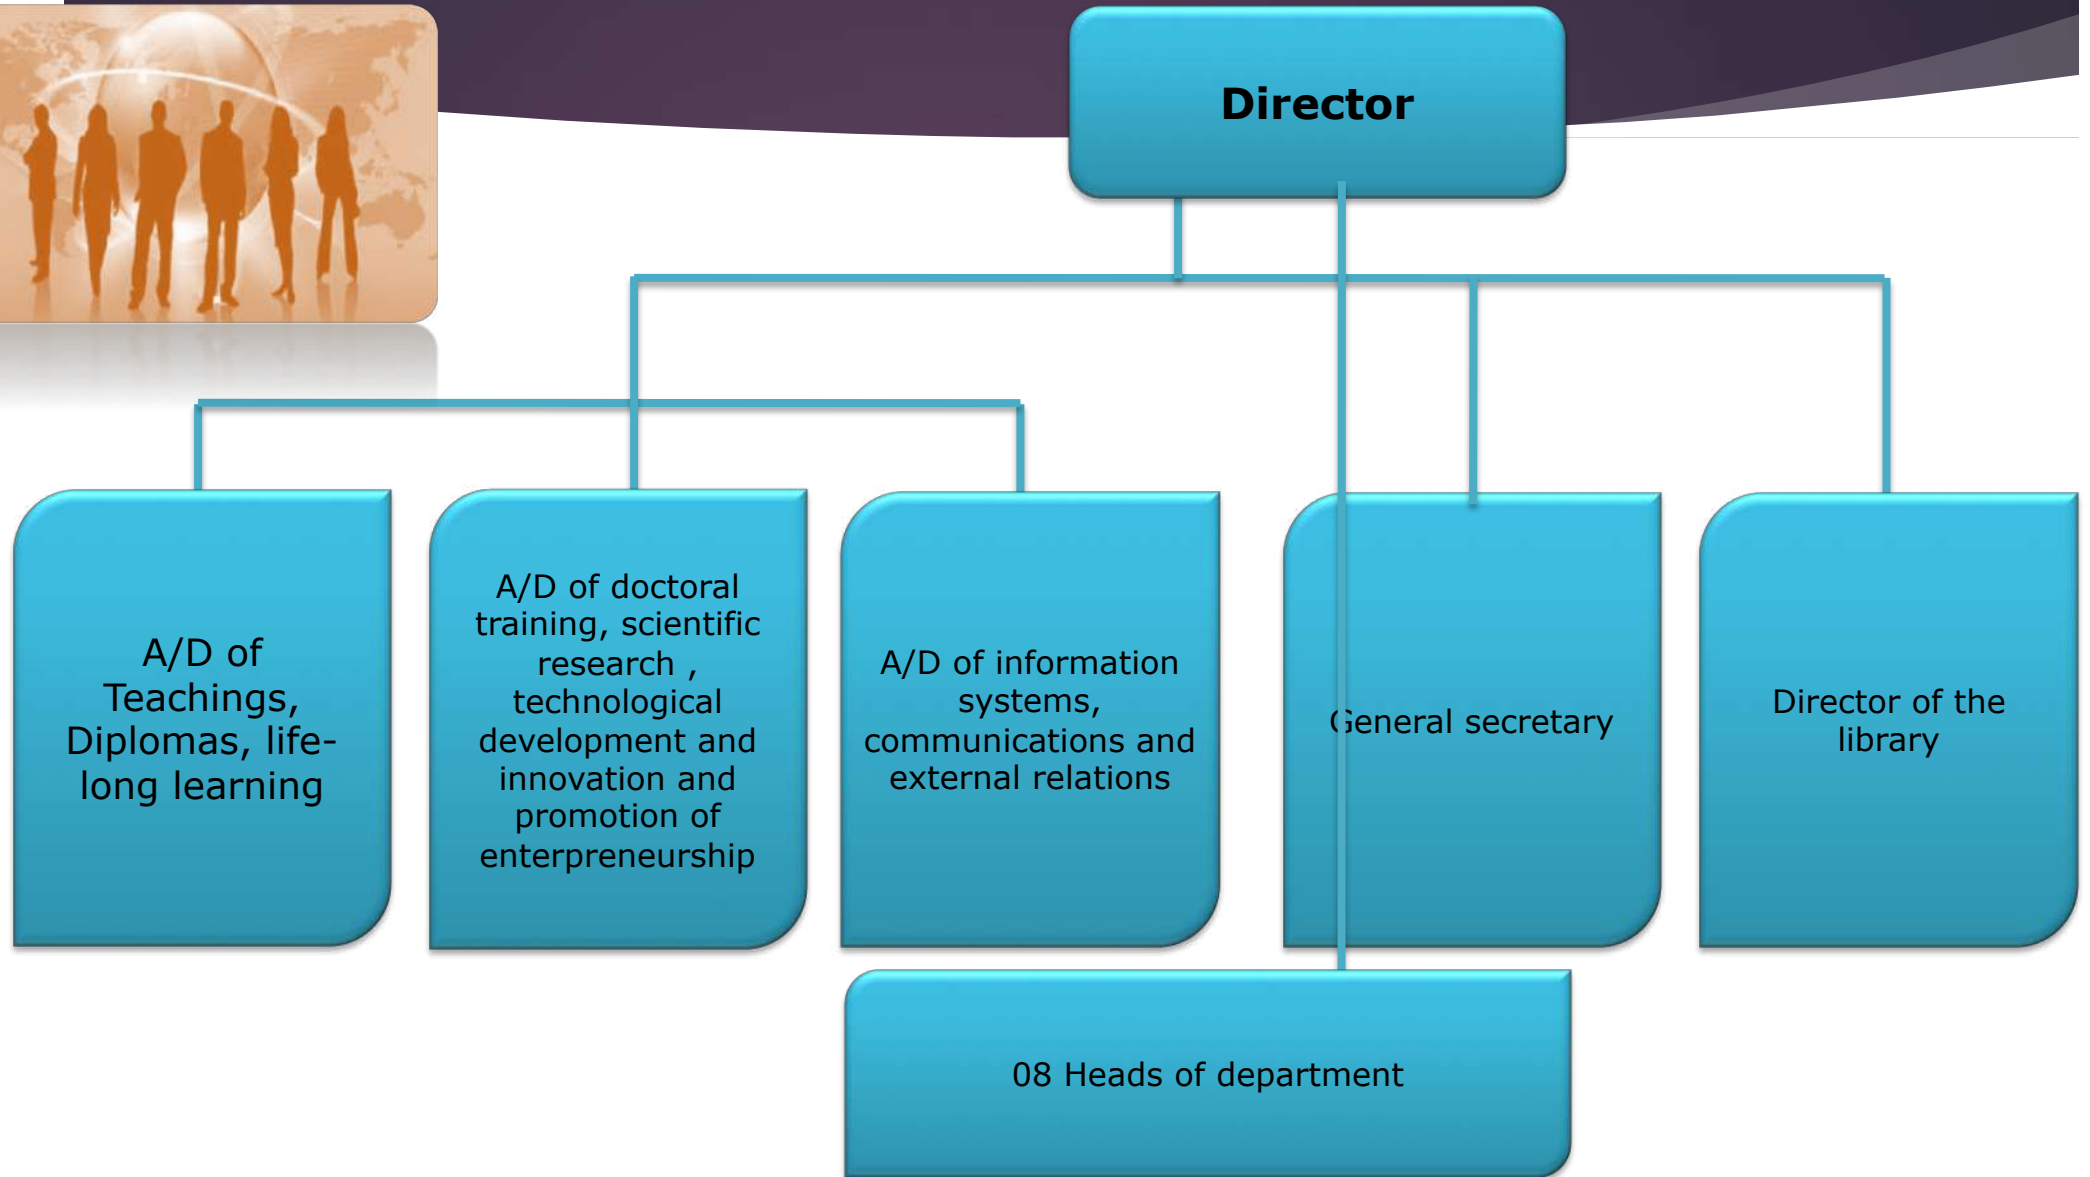 Director
A/D of
Teachings,
Diplomas, life-
long learning
A/D of doctoral
training, scientific
research ,
technological
development and
innovation and
promotion of
enterpreneurship
A/D of information
systems,
communications and
external relations
General secretary
Director of the
library
08 Heads of department